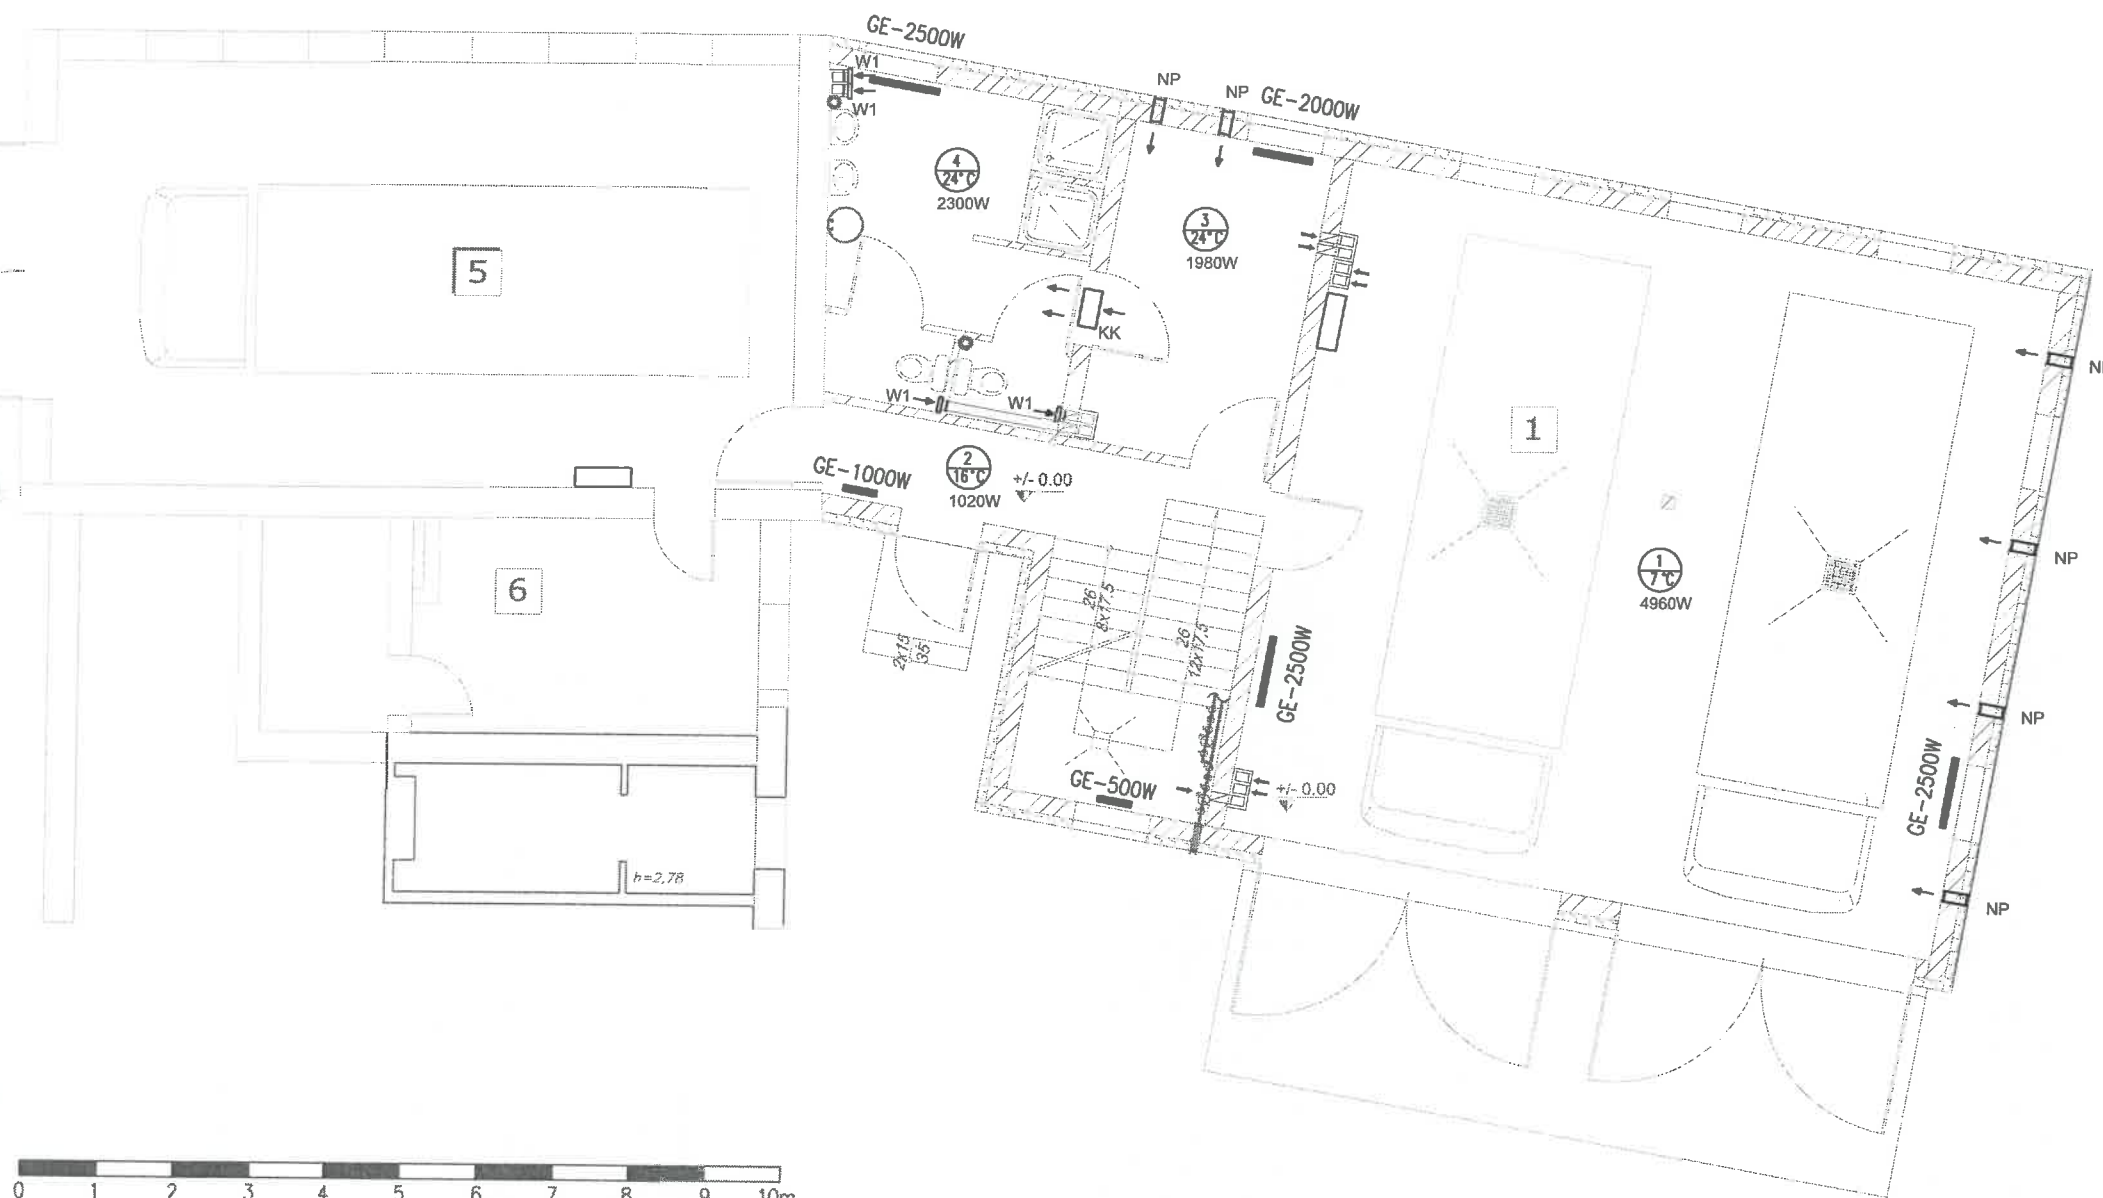 GE-2500W
W1
W1
NP
NP
GE-2000W
4
24°C
2300W
3
24°C
1980W
5
KK
W1
W1
1
NP
GE-1000W
2
16°C
1020W
+/- 0.00
6
26
8x17.5
26
12x17.5
2x15
35
1
7°C
4960W
NP
GE-2500W
NP
GE-2500W
GE-500W
+/- 0.00
h=2,78
NP
0 1 2 3 4 5 6 7 8 9 10m